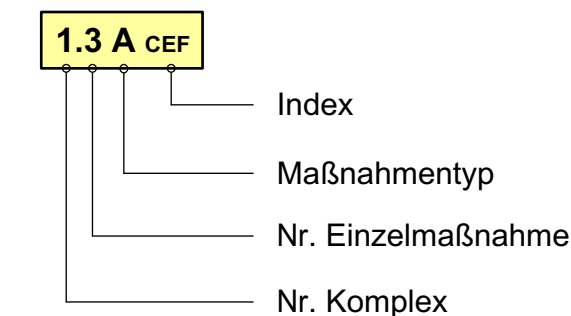 1.3 A CEF
Index
Maßnahmentyp
Nr. Einzelmaßnahme
Nr. Komplex